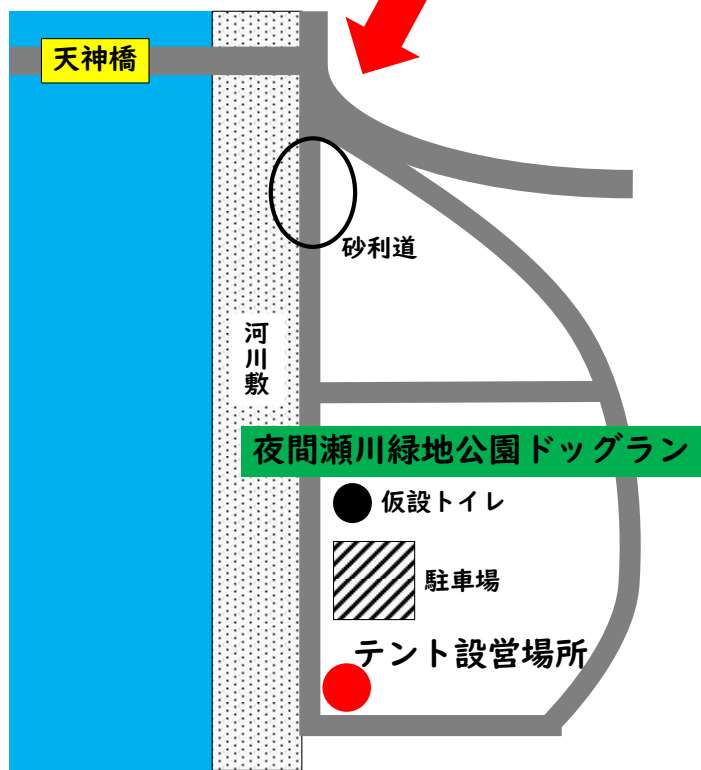 天神橋
砂利道
河川敷
夜間瀬川緑地公園ドッグラン
仮設トイレ
駐車場
テント設営場所